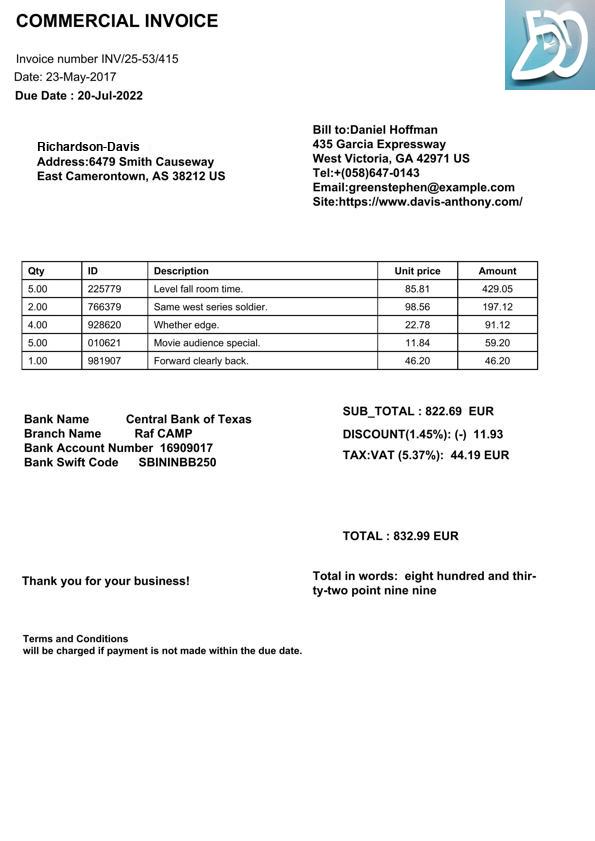 COMMERCIAL INVOICE
Invoice number INV/25-53/415
Date: 23-May-2017
Due Date : 20-Jul-2022
Richardson-Davis
Address:6479 Smith Causeway
East Camerontown, AS 38212 US
Bill to:Daniel Hoffman
435 Garcia Expressway
West Victoria, GA 42971 US
Tel:+(058)647-0143
Email:greenstephen@example.com
Site:https://www.davis-anthony.com/
Qty ID Description Unit price Amount
5.00 225779 Level fall room time. 85.81 429.05
2.00 766379 Same west series soldier. 98.56 197.12
4.00 928620 Whether edge. 22.78 91.12
5.00 010621 Movie audience special. 11.84 59.20
1.00 981907 Forward clearly back. 46.20 46.20
Bank Name Central Bank of Texas
Branch Name Raf CAMP
Bank Account Number 16909017
Bank Swift Code SBININBB250
SUB_TOTAL : 822.69 EUR
DISCOUNT(1.45%): (-) 11.93
TAX:VAT (5.37%): 44.19 EUR
TOTAL : 832.99 EUR
Thank you for your business!
Total in words: eight hundred and thir-
ty-two point nine nine
Terms and Conditions
will be charged if payment is not made within the due date.